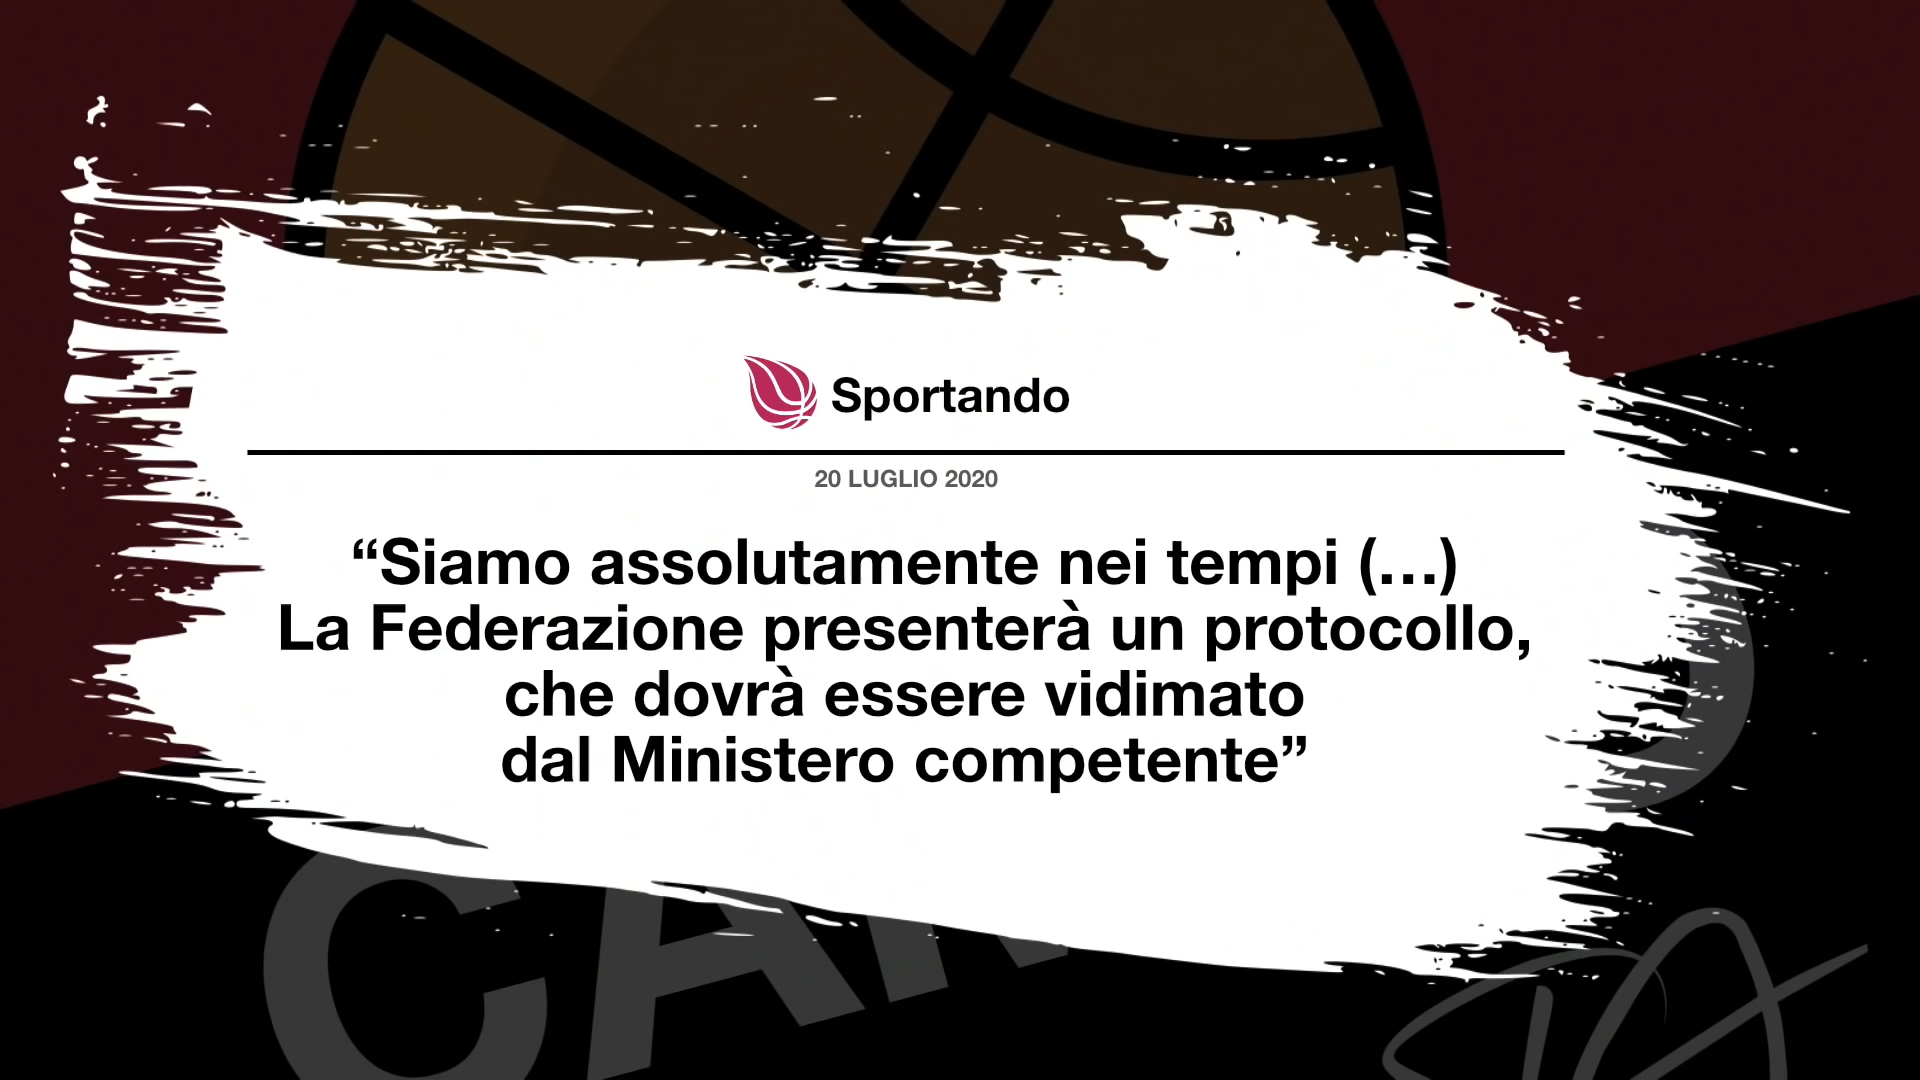 Sportando
20 LUGLIO 2020
“Siamo assolutamente nei tempi (…)
La Federazione presenterà un protocollo,
che dovrà essere vidimato
dal Ministero competente”